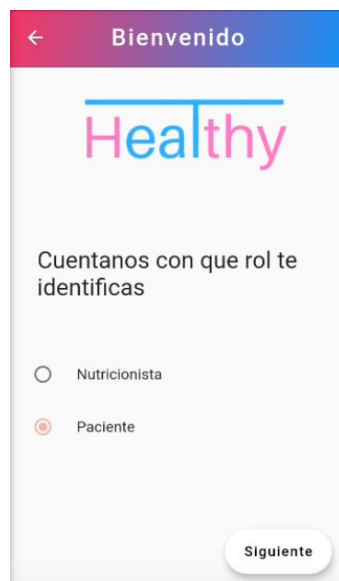 Bienvenido
Healthy
Cuentanos con que rol te
identificas
Nutricionista
Paciente
Siguiente